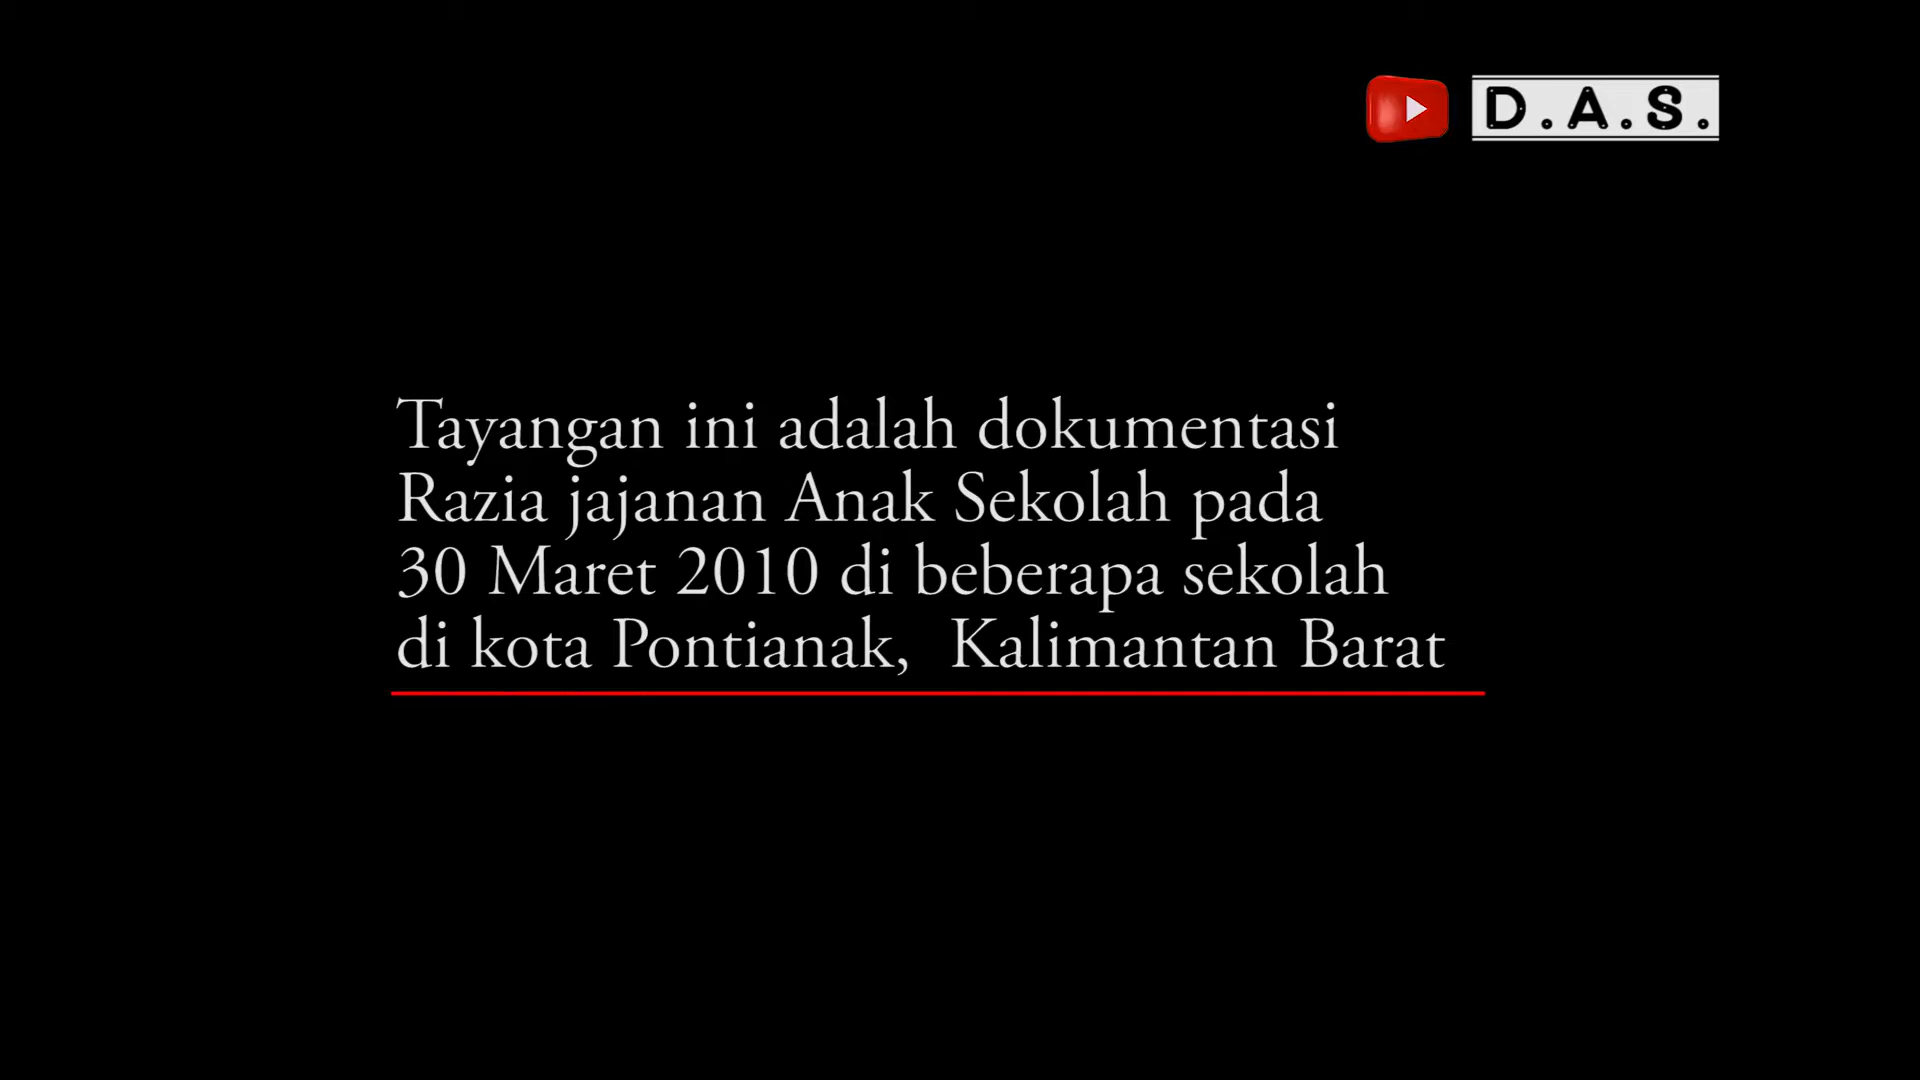 D.A.S.
Tayangan ini adalah dokumentasi
Razia jajanan Anak Sekolah pada
30 Maret 2010 di beberapa sekolah
di kota Pontianak,  Kalimantan Barat